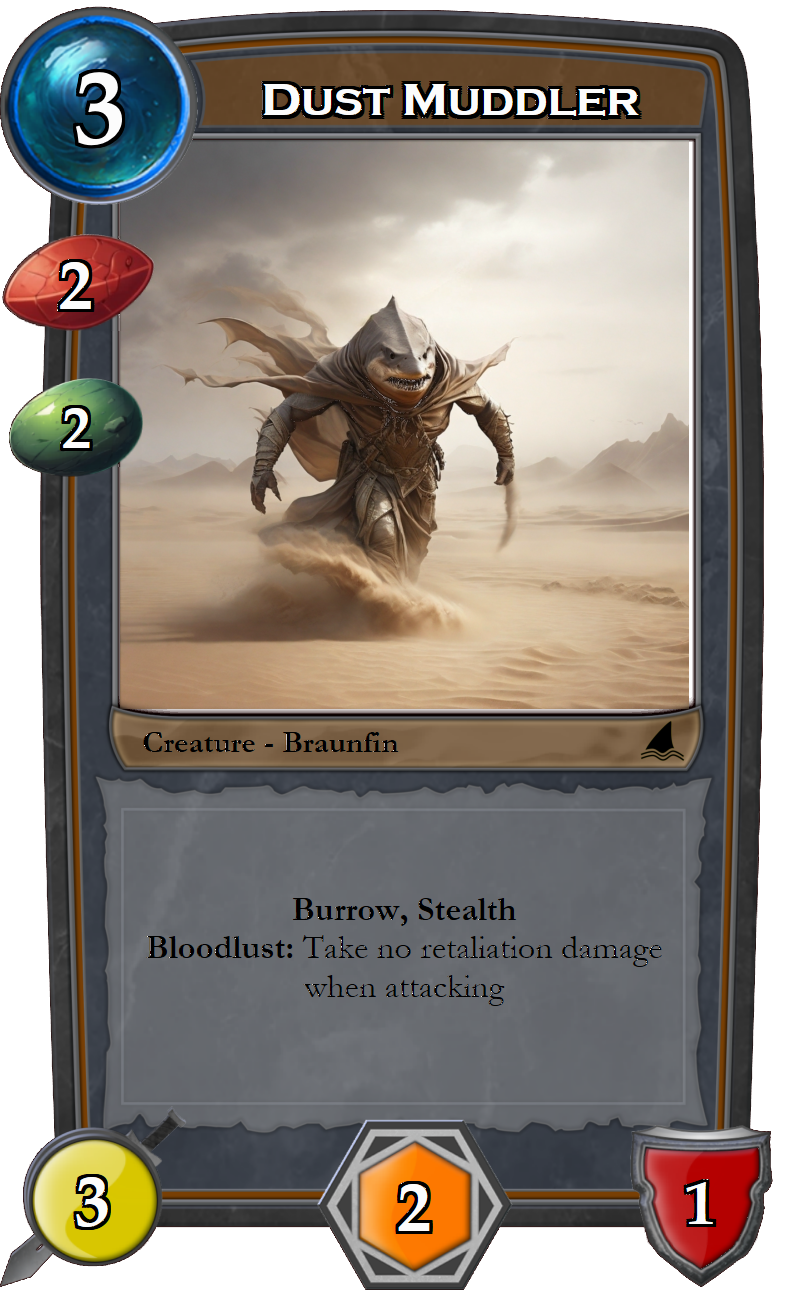 3
Dust Muddler
2
2
Creature - Braunfin
Burrow, Stealth
Bloodlust: Take no retaliation damage
when attacking
3
2
1